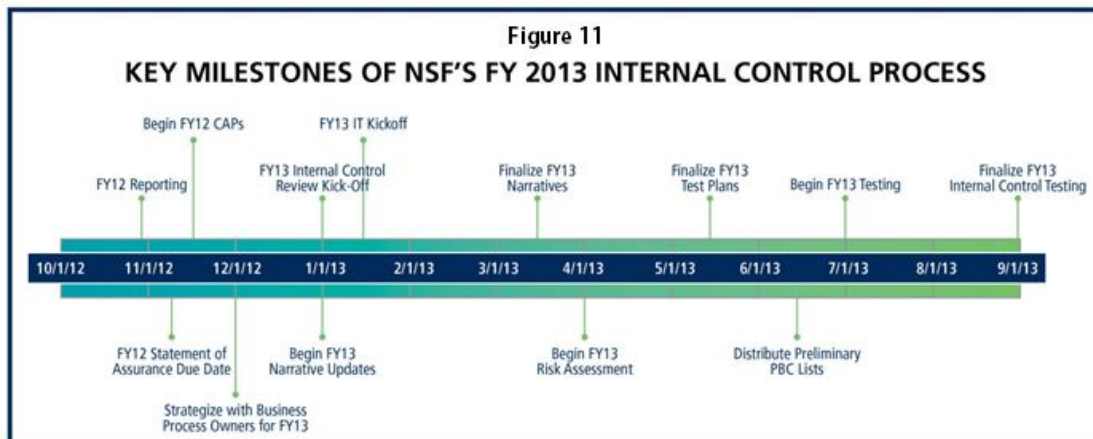 Figure 11
KEY MILESTONES OF NSF'S FY 2013 INTERNAL CONTROL PROCESS
Begin FY12 CAPs
FY13 IT Kickoff
FY12 Reporting
FY13 Internal Control
Review Kick-Off
Finalize FY13
Narratives
Finalize FY13
Test Plans
Begin FY13 Testing
Finalize FY13
Internal Control Testing
10/1/12 11/1/12 12/1/12 1/1/13 2/1/13 3/1/13 4/1/13 5/1/13 6/1/13 7/1/13 8/1/13 9/1/13
FY12 Statement of
Assurance Due Date
Begin FY13
Narrative Updates
Begin FY13
Risk Assessment
Distribute Preliminary
PBC Lists
Strategize with Business
Process Owners for FY13